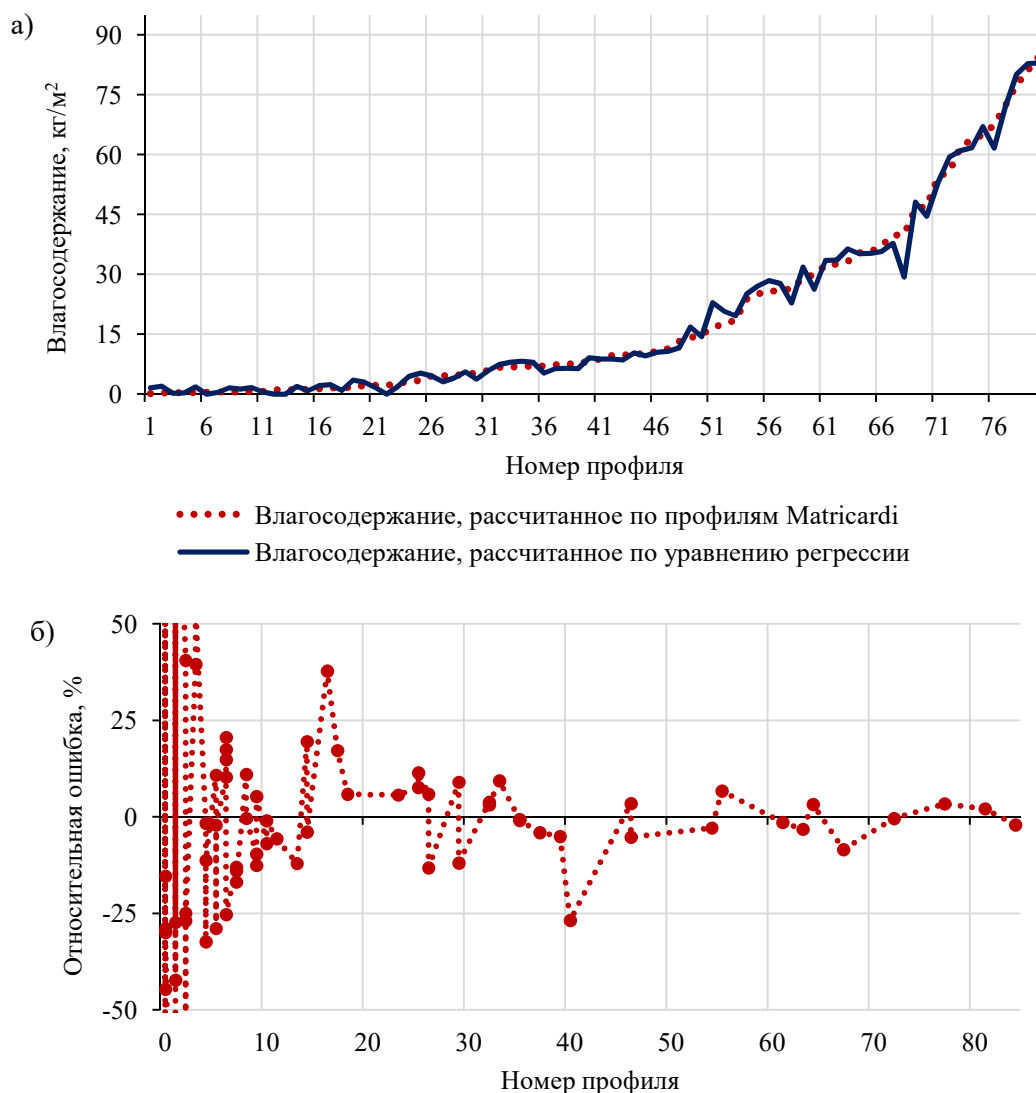 а)
90
75
60
45
30
15
0
Влагосодержание, кг/м²
1 6 11 16 21 26 31 36 41 46 51 56 61 66 71 76
Номер профиля
Влагосодержание, рассчитанное по профилям Matricardi
Влагосодержание, рассчитанное по уравнению регрессии
б)
50
25
0
-25
-50
Относительная ошибка, %
0 10 20 30 40 50 60 70 80
Номер профиля